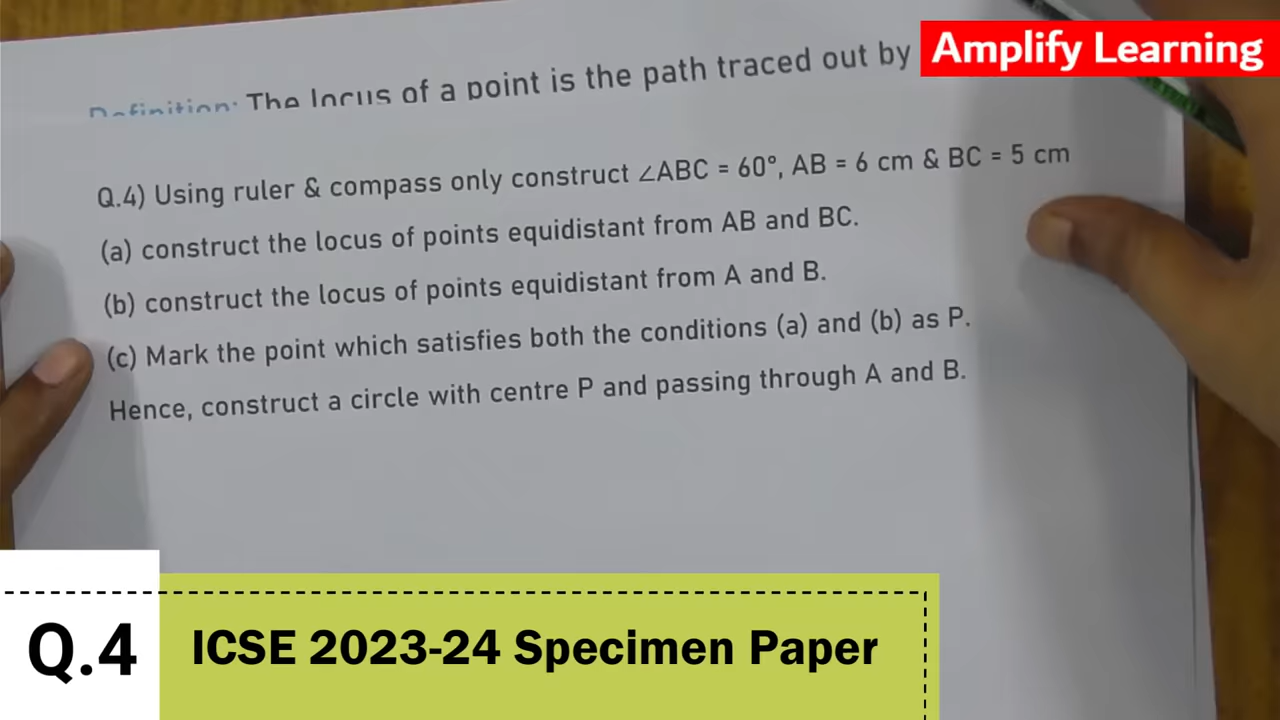 Amplify Learning
Definition: The locus of a point is the path traced out by
Q.4) Using ruler & compass only construct ∠ABC = 60°, AB = 6 cm & BC = 5 cm
(a) construct the locus of points equidistant from AB and BC.
(b) construct the locus of points equidistant from A and B.
(c) Mark the point which satisfies both the conditions (a) and (b) as P.
Hence, construct a circle with centre P and passing through A and B.
Q.4
ICSE 2023-24 Specimen Paper